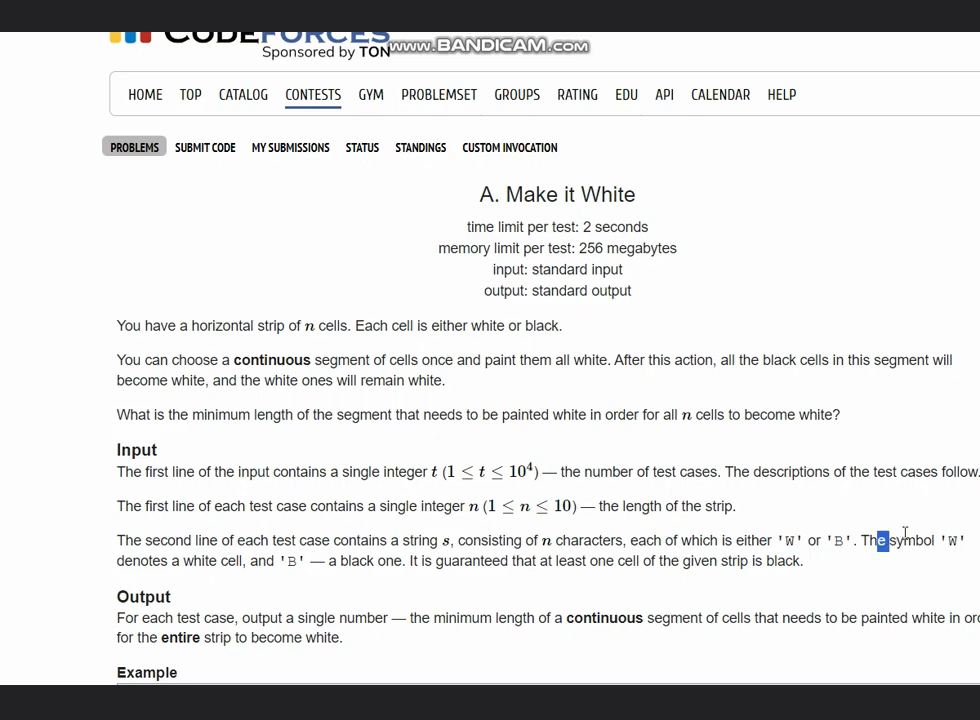 CODEFORCES
Sponsored by TON
www.BANDICAM.com
HOME TOP CATALOG CONTESTS GYM PROBLEMSET GROUPS RATING EDU API CALENDAR HELP
PROBLEMS SUBMIT CODE MY SUBMISSIONS STATUS STANDINGS CUSTOM INVOCATION
A. Make it White
time limit per test: 2 seconds
memory limit per test: 256 megabytes
input: standard input
output: standard output
You have a horizontal strip of n cells. Each cell is either white or black.
You can choose a continuous segment of cells once and paint them all white. After this action, all the black cells in this segment will
become white, and the white ones will remain white.
What is the minimum length of the segment that needs to be painted white in order for all n cells to become white?
Input
The first line of the input contains a single integer t (1 ≤ t ≤ 10⁴) — the number of test cases. The descriptions of the test cases follow.
The first line of each test case contains a single integer n (1 ≤ n ≤ 10) — the length of the strip.
The second line of each test case contains a string s, consisting of n characters, each of which is either 'W' or 'B'. The symbol 'W'
denotes a white cell, and 'B' — a black one. It is guaranteed that at least one cell of the given strip is black.
Output
For each test case, output a single number — the minimum length of a continuous segment of cells that needs to be painted white in ord
for the entire strip to become white.
Example